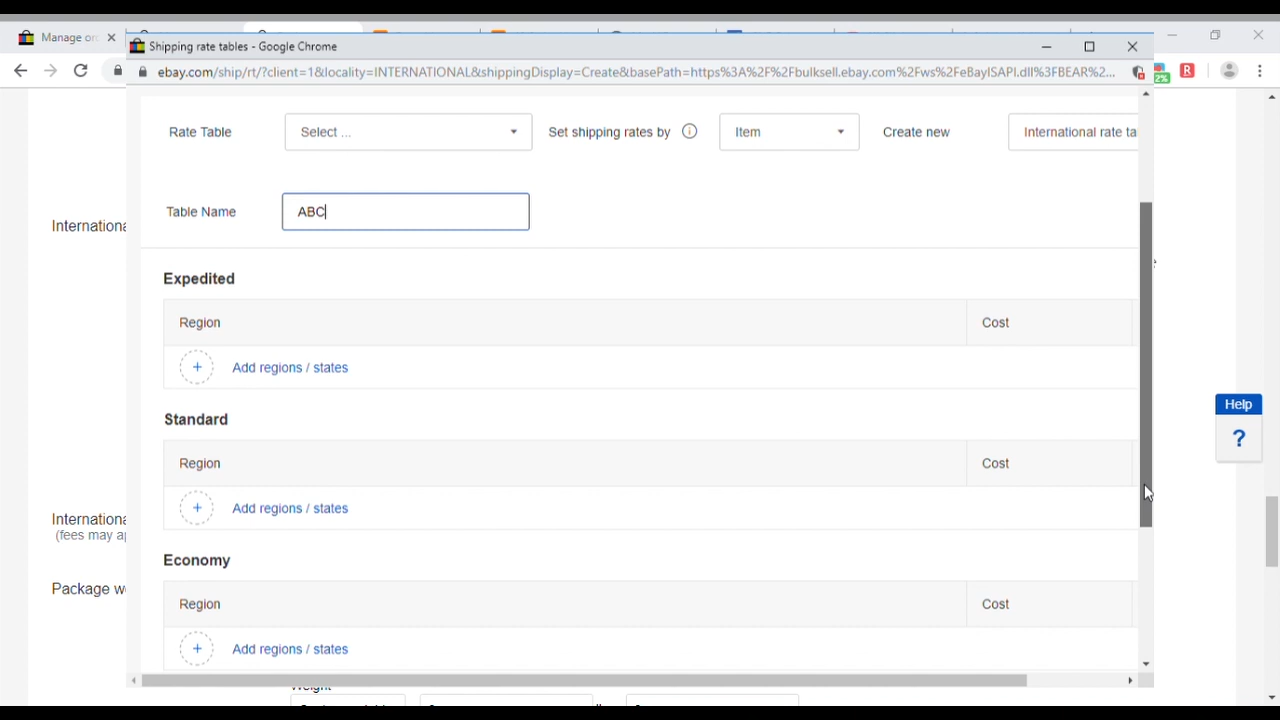 Manage or
Shipping rate tables - Google Chrome
ebay.com/ship/rt/?client=1&locality=INTERNATIONAL&shippingDisplay=Create&basePath=https%3A%2F%2Fbulksell.ebay.com%2Fws%2FeBayISAPI.dll%3FBEAR%2...
2%
R
Rate Table
Select ...
Set shipping rates by
Item
Create new
International rate ta
Table Name
ABC
Internationa
Expedited
Region
Cost
+ Add regions / states
Help
?
Standard
Region
Cost
+ Add regions / states
Internationa
(fees may a
Economy
Package w
Region
Cost
+ Add regions / states
Weight